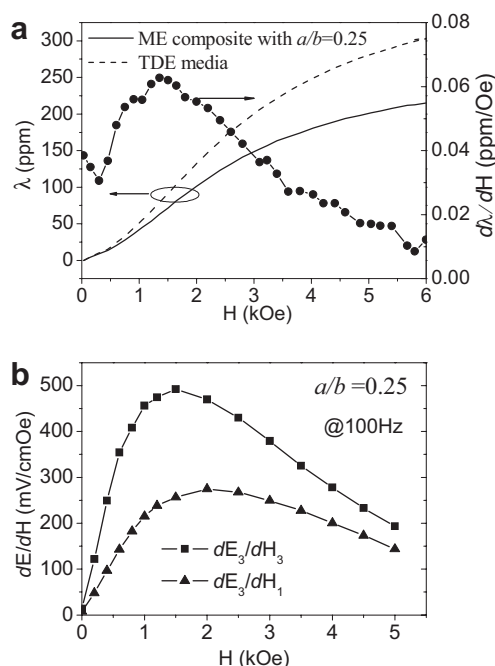 a
ME composite with a/b=0.25
TDE media
λ (ppm)
300
250
200
150
100
50
0
0.08
0.06
0.04
0.02
0.00
dλ/dH (ppm/Oe)
0 1 2 3 4 5 6
H (kOe)
b
a/b =0.25
@100Hz
dE/dH (mV/cmOe)
500
400
300
200
100
0
dE₃/dH₃
dE₃/dH₁
0 1 2 3 4 5
H (kOe)